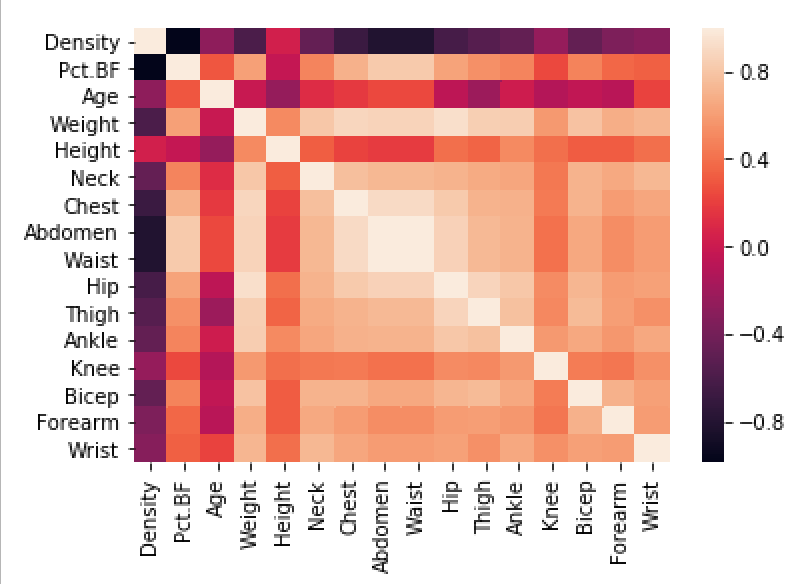 Density
Pct.BF
Age
Weight
Height
Neck
Chest
Abdomen
Waist
Hip
Thigh
Ankle
Knee
Bicep
Forearm
Wrist
Density
Pct.BF
Age
Weight
Height
Neck
Chest
Abdomen
Waist
Hip
Thigh
Ankle
Knee
Bicep
Forearm
Wrist
0.8
0.4
0.0
−0.4
−0.8